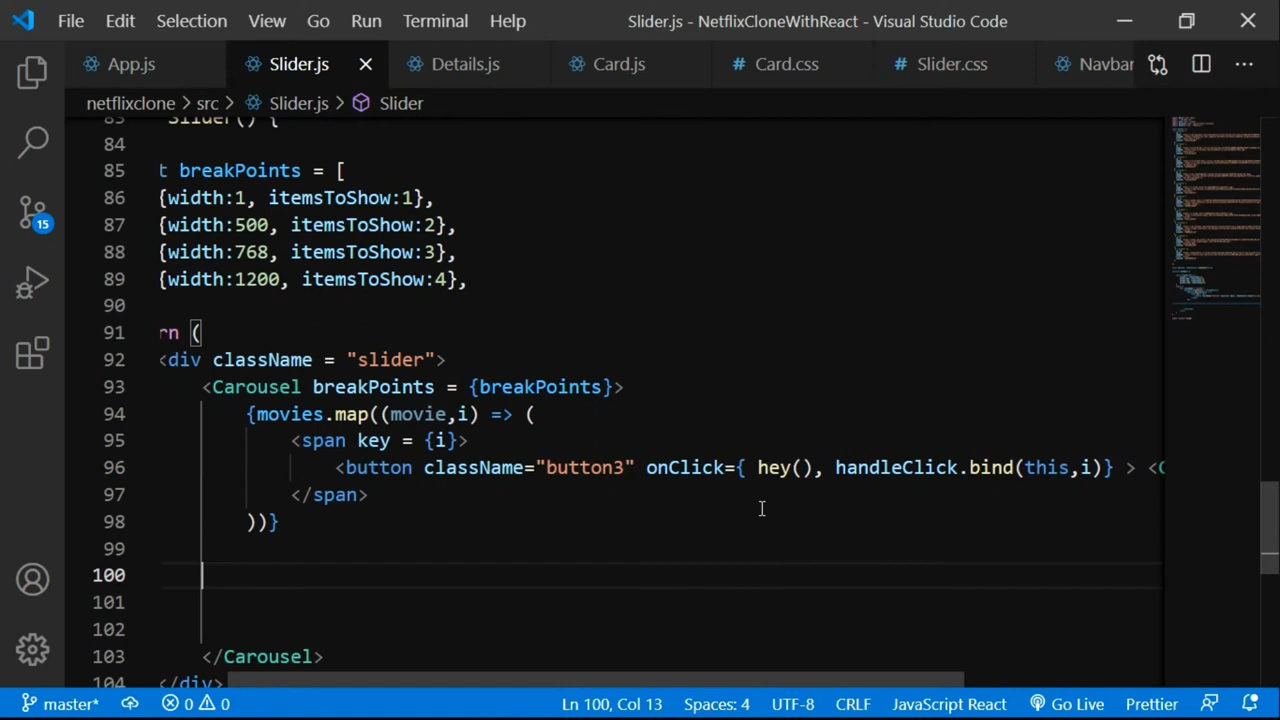 File Edit Selection View Go Run Terminal Help Slider.js - NetflixCloneWithReact - Visual Studio Code
App.js Slider.js Details.js Card.js # Card.css # Slider.css Navbar
netflixclone > src > Slider.js > Slider
83 Slider() {
84
85 t breakPoints = [
86 {width:1, itemsToShow:1},
87 {width:500, itemsToShow:2},
88 {width:768, itemsToShow:3},
89 {width:1200, itemsToShow:4},
90
91 rn (
92 <div className = "slider">
93 <Carousel breakPoints = {breakPoints}>
94 {movies.map((movie,i) => (
95 <span key = {i}>
96 <button className="button3" onClick={ hey(), handleClick.bind(this,i)} > <C
97 </span>
98 ))}
99
100
101
102
103 </Carousel>
104 </div>
15
master* 0 0 Ln 100, Col 13 Spaces: 4 UTF-8 CRLF JavaScript React Go Live Prettier